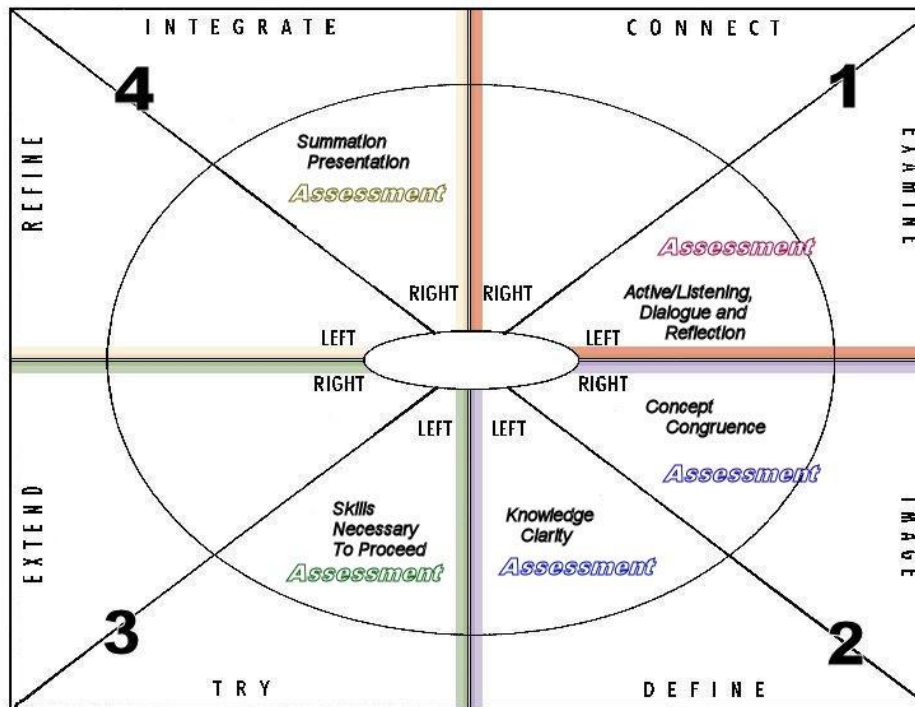 INTEGRATE
CONNECT
4
1
REFINE
EXAMINE
Summation
Presentation
Assessment
Assessment
RIGHT
RIGHT
Active/Listening,
Dialogue and
Reflection
LEFT
LEFT
RIGHT
RIGHT
LEFT
LEFT
Concept
Congruence
Assessment
EXTEND
IMAGE
Skills
Necessary
To Proceed
Assessment
Knowledge
Clarity
Assessment
3
2
TRY
DEFINE